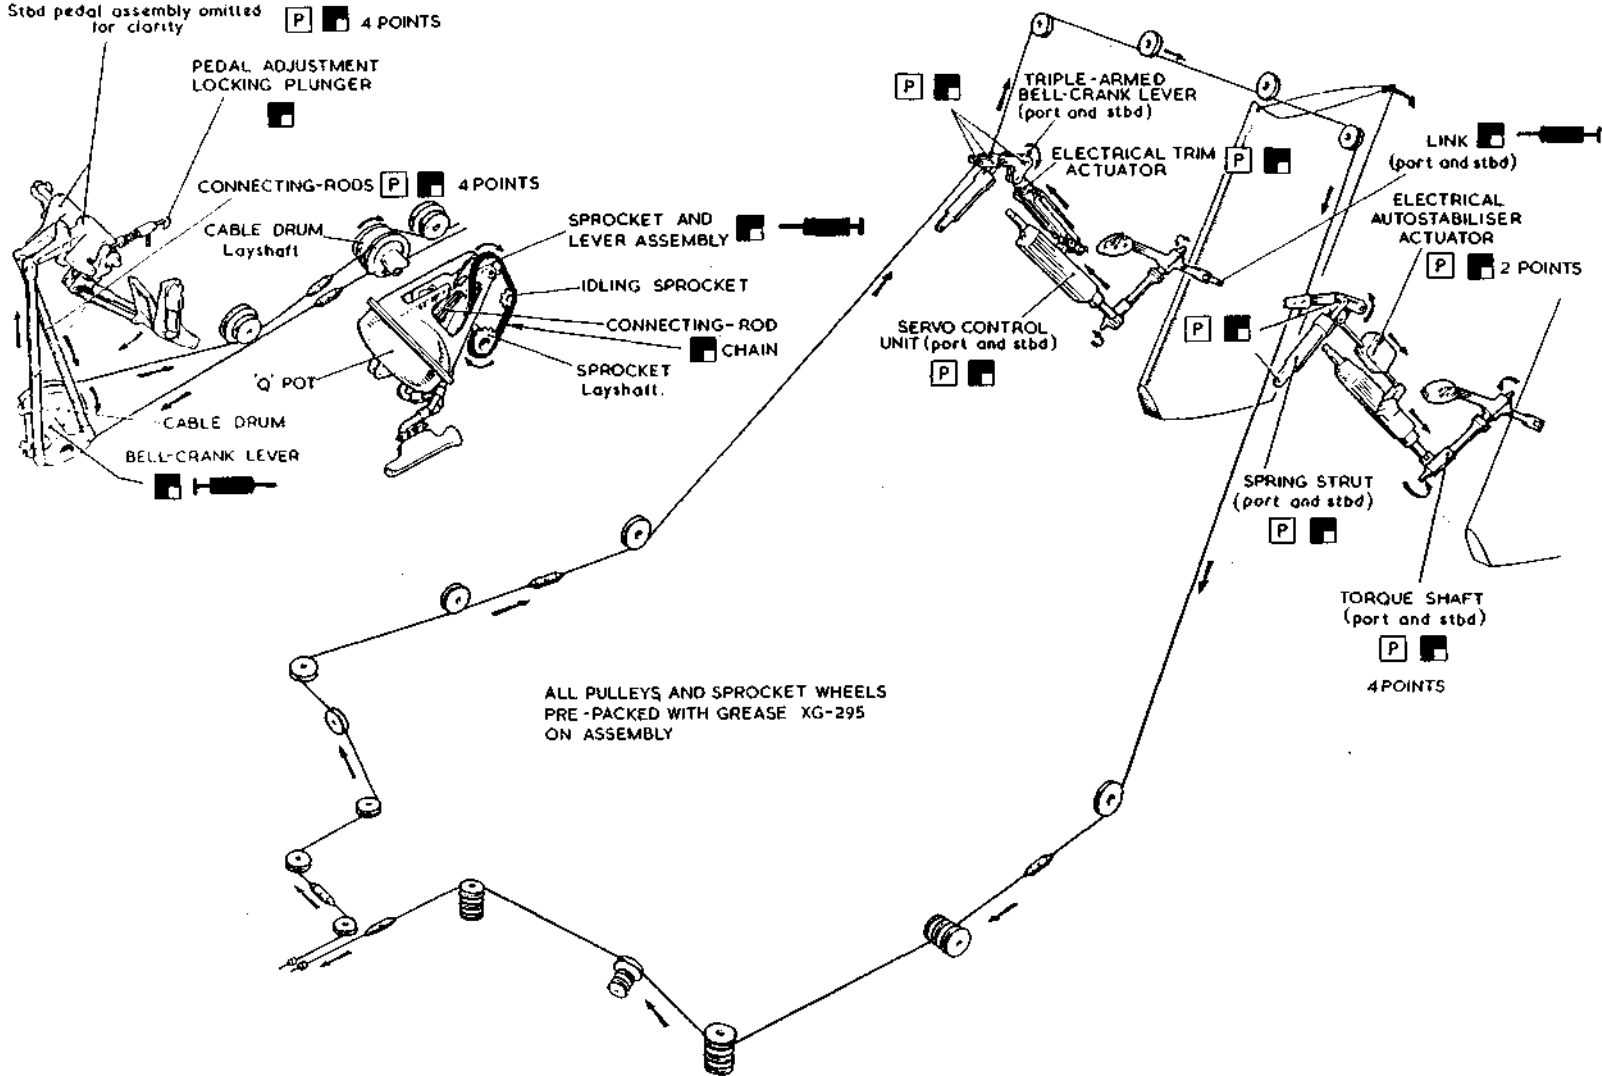 Stbd pedal assembly omitted
for clarity
P 4 POINTS
PEDAL ADJUSTMENT
LOCKING PLUNGER
CONNECTING-RODS P 4 POINTS
CABLE DRUM
Layshaft
SPROCKET AND
LEVER ASSEMBLY
IDLING SPROCKET
CONNECTING-ROD
CHAIN
SPROCKET
Layshaft.
'Q' POT
CABLE DRUM
BELL-CRANK LEVER
P
TRIPLE-ARMED
BELL-CRANK LEVER
(port and stbd)
ELECTRICAL TRIM P
ACTUATOR
LINK
(port and stbd)
ELECTRICAL
AUTOSTABILISER
ACTUATOR
P 2 POINTS
SERVO CONTROL
UNIT (port and stbd)
P
P
SPRING STRUT
(port and stbd)
P
TORQUE SHAFT
(port and stbd)
P
4 POINTS
ALL PULLEYS AND SPROCKET WHEELS
PRE-PACKED WITH GREASE XG-295
ON ASSEMBLY